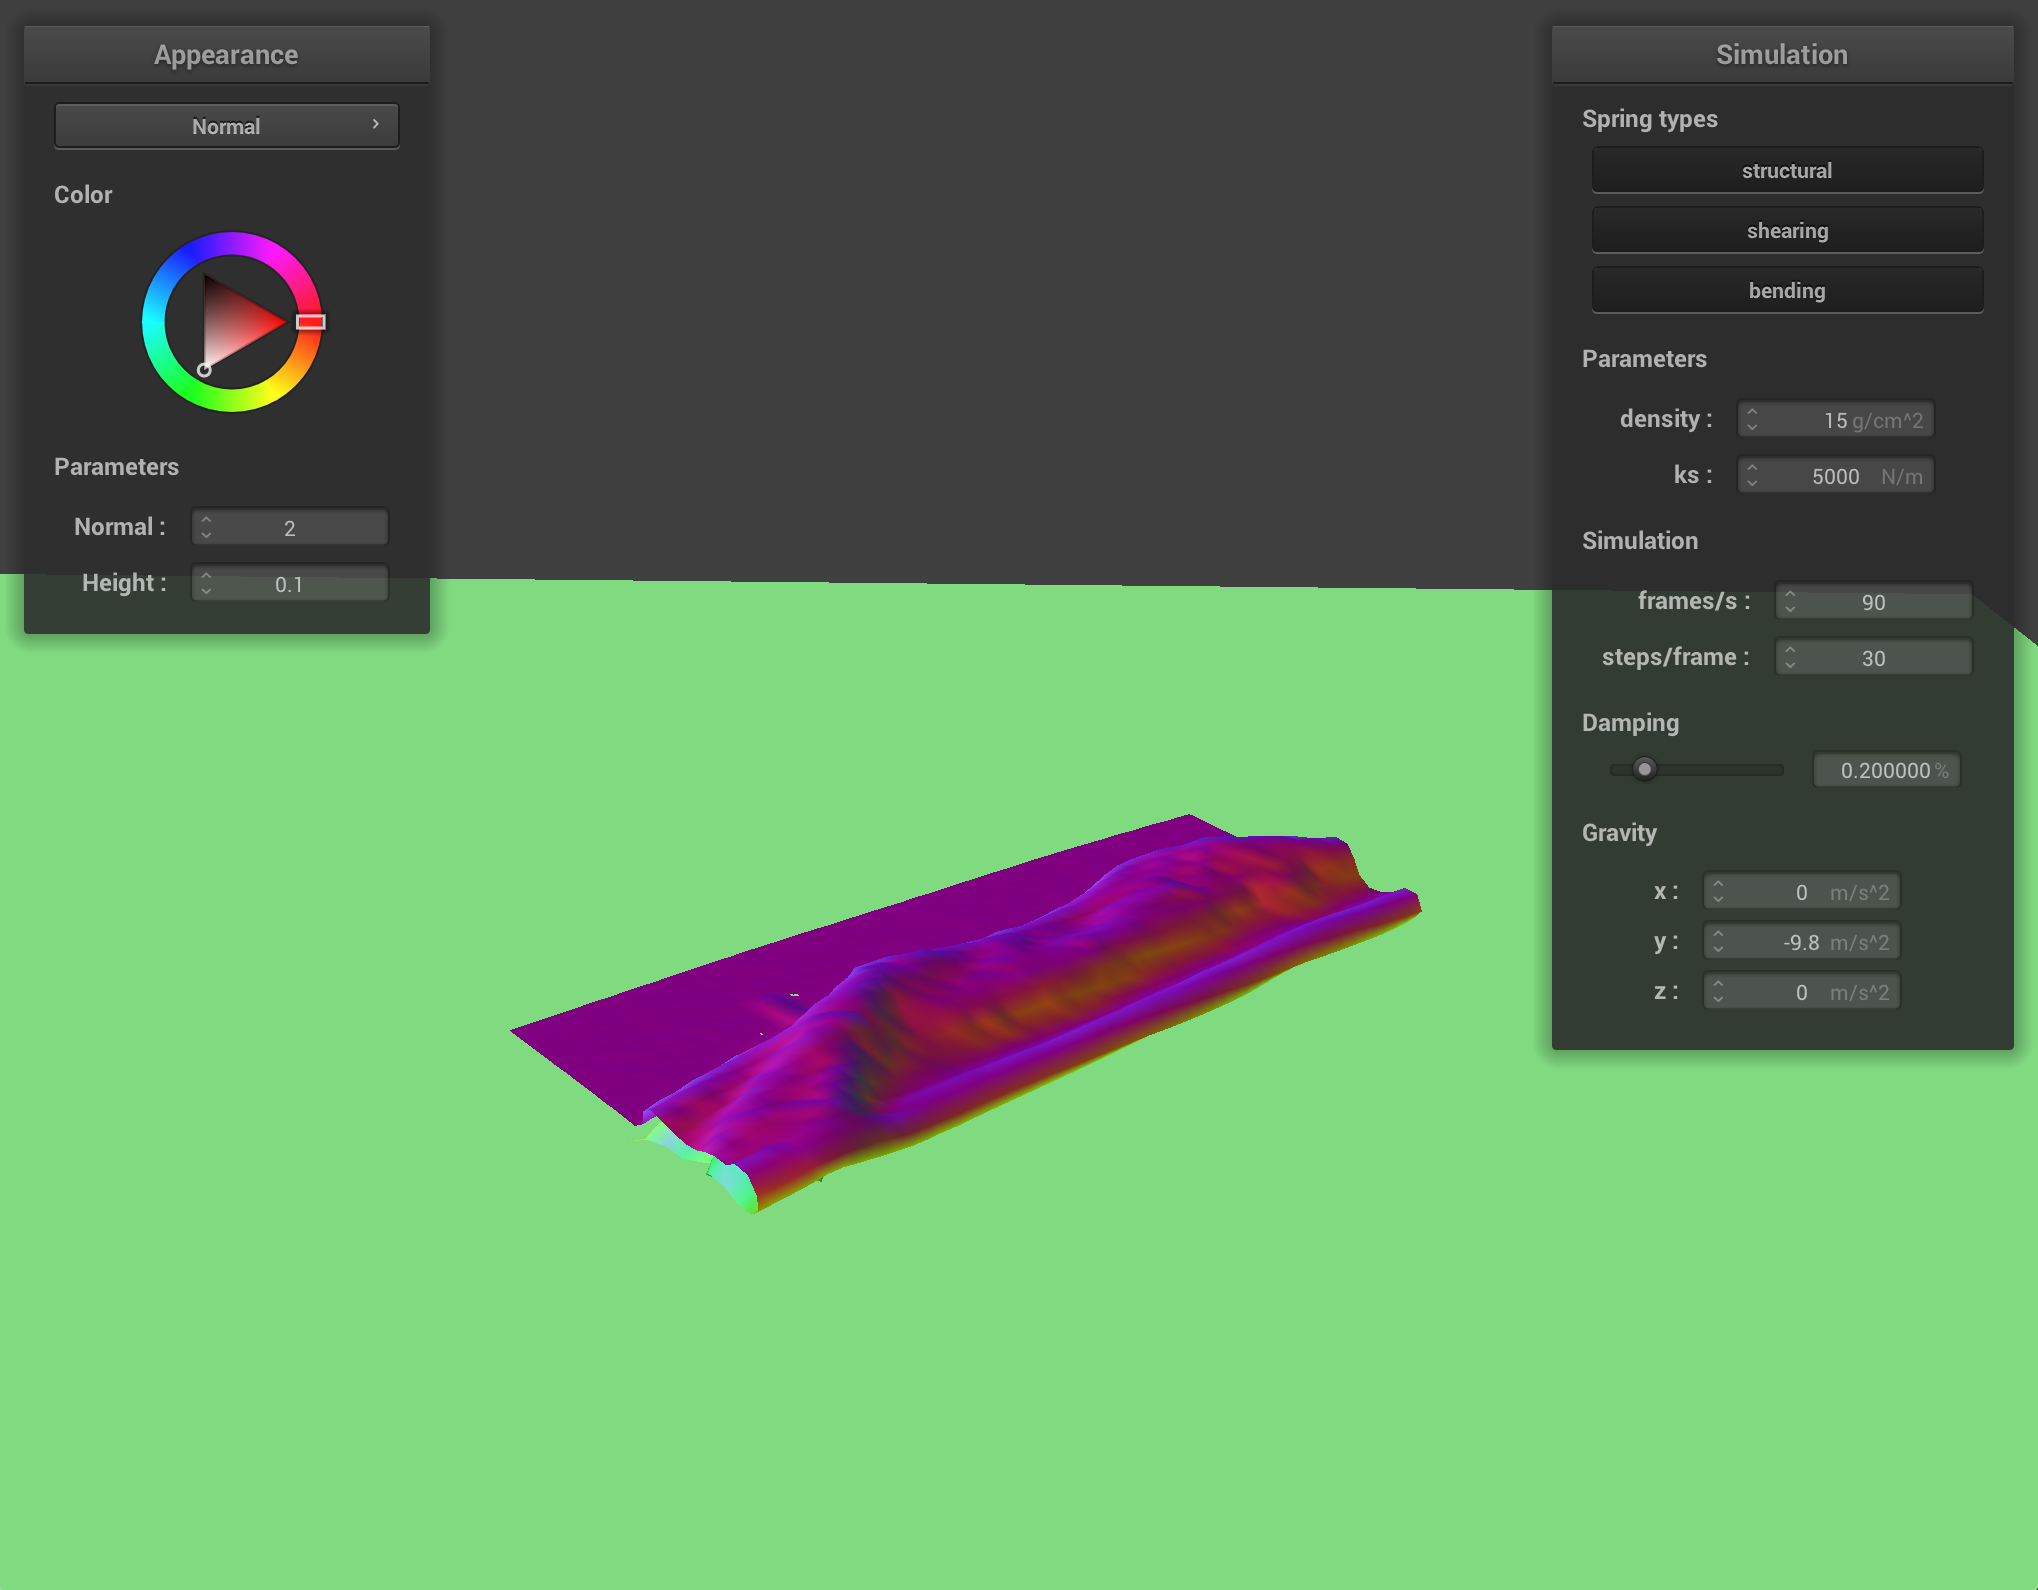 Appearance
Normal
Color
Parameters
Normal : 2
Height : 0.1
Simulation
Spring types
structural
shearing
bending
Parameters
density : 15 g/cm^2
ks : 5000 N/m
Simulation
frames/s : 90
steps/frame : 30
Damping
0.200000 %
Gravity
x : 0 m/s^2
y : -9.8 m/s^2
z : 0 m/s^2